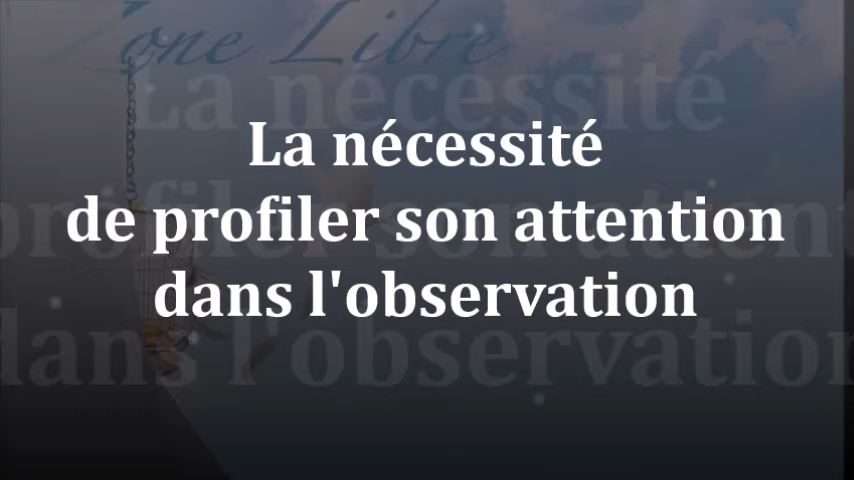 Zone Libre
La nécessité
de profiler son attention
dans l'observation